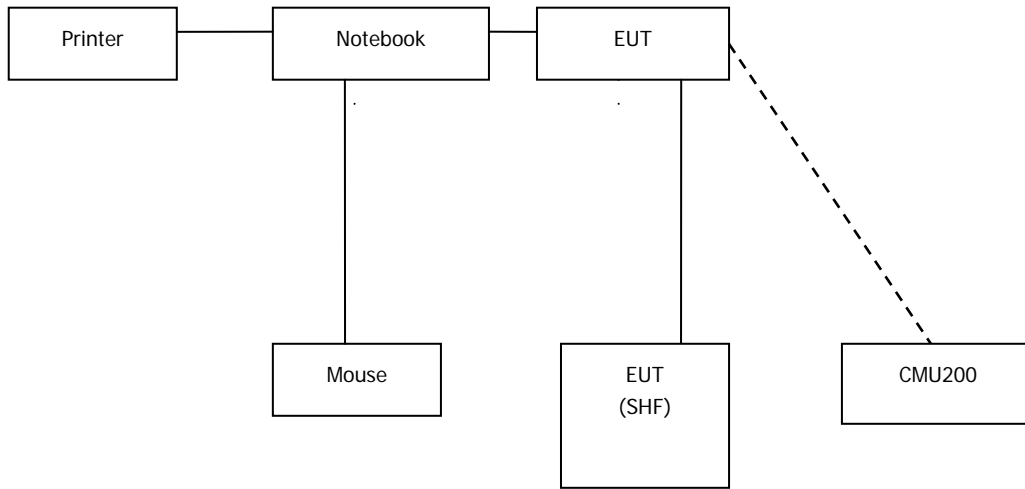 Printer
Notebook
EUT
Mouse
EUT
(SHF)
CMU200